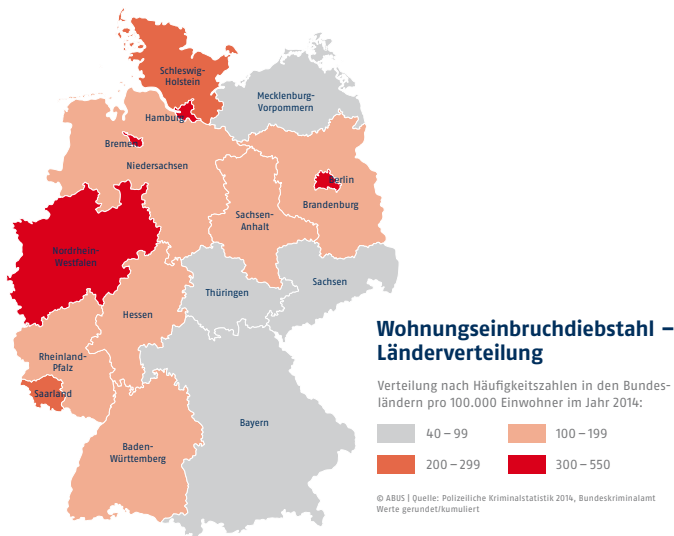 Schleswig-
Holstein
Mecklenburg-
Vorpommern
Hamburg
Bremen
Niedersachsen
Berlin
Brandenburg
Sachsen-
Anhalt
Nordrhein-
Westfalen
Sachsen
Thüringen
Hessen
Rheinland-
Pfalz
Saarland
Bayern
Baden-
Württemberg
Wohnungseinbruchdiebstahl –
Länderverteilung
Verteilung nach Häufigkeitszahlen in den Bundes-
ländern pro 100.000 Einwohner im Jahr 2014:
40 – 99
100 – 199
200 – 299
300 – 550
© ABUS | Quelle: Polizeiliche Kriminalstatistik 2014, Bundeskriminalamt
Werte gerundet/kumuliert